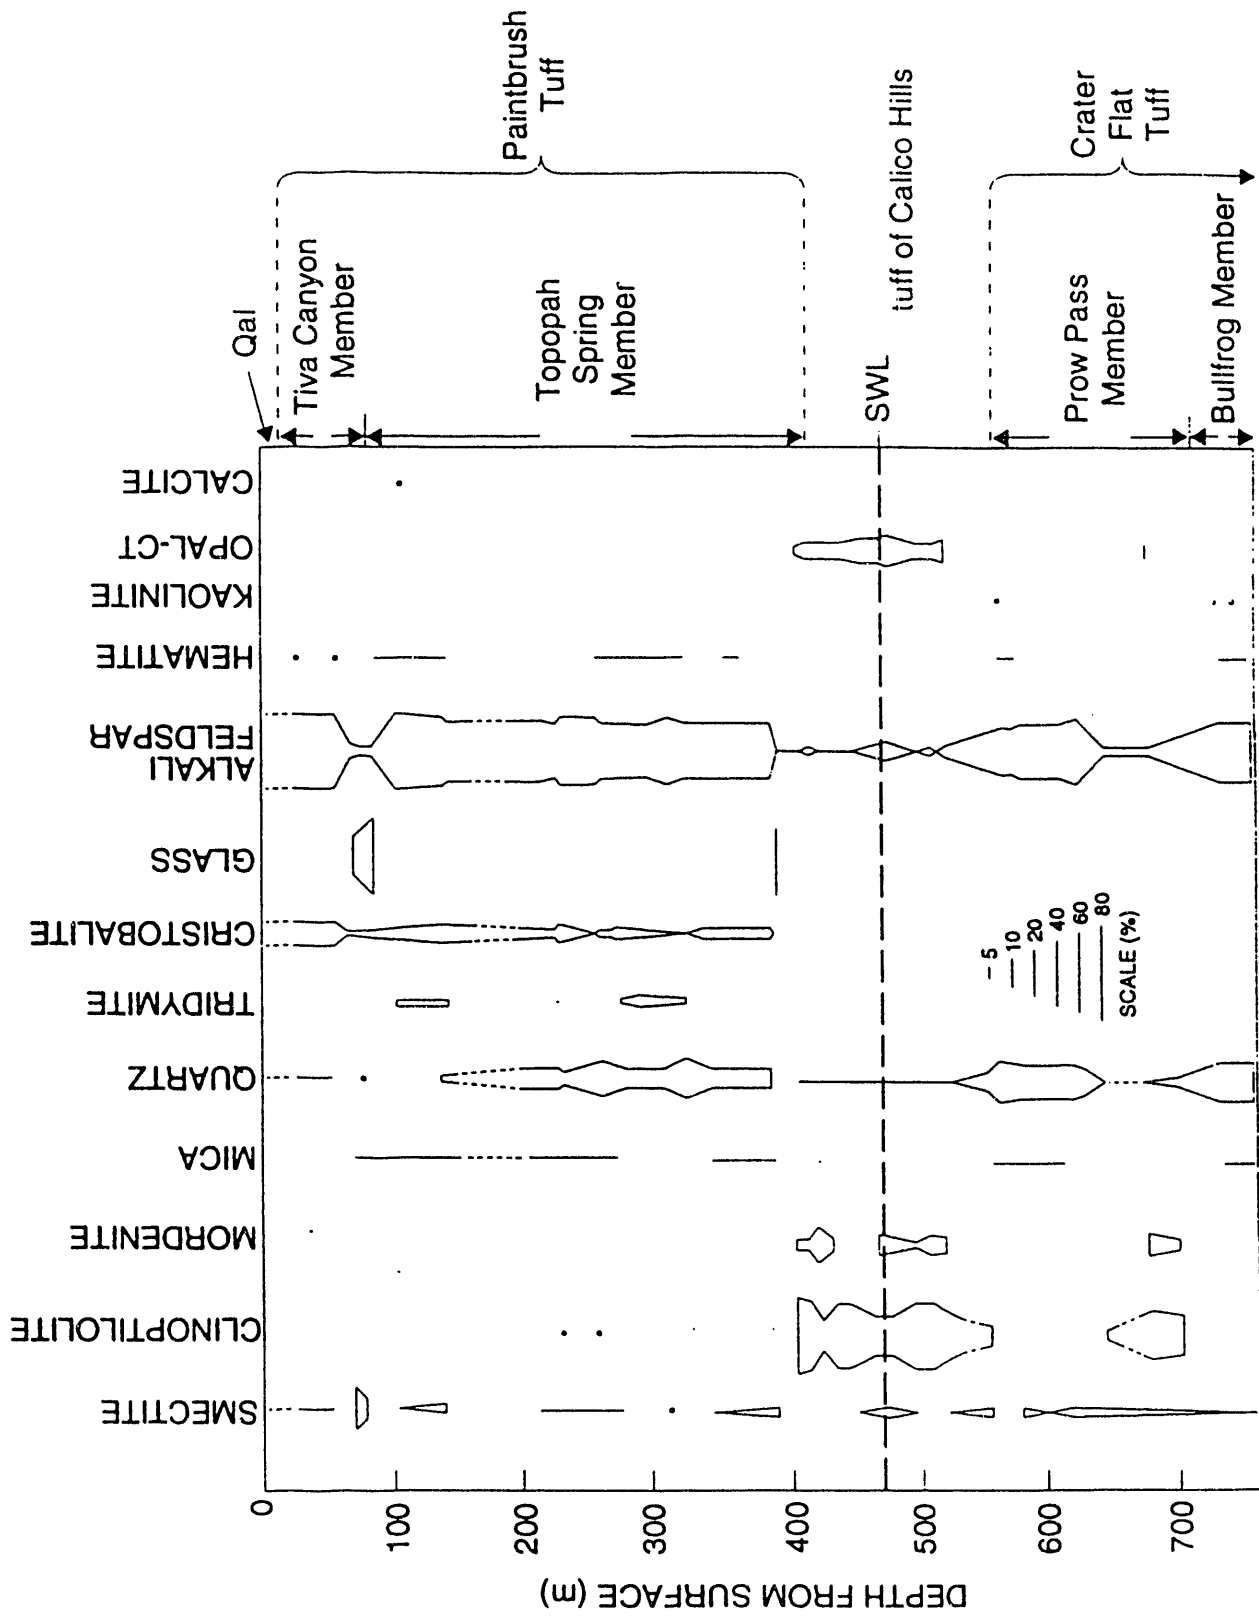 Qal
Tiva Canyon
Member
Paintbrush
Tuff
Topopah
Spring
Member
SWL
tuff of Calico Hills
Prow Pass
Member
Crater
Flat
Tuff
Bullfrog Member
CALCITE
OPAL-CT
KAOLINITE
HEMATITE
ALKALI
FELDSPAR
GLASS
CRISTOBALITE
TRIDYMITE
QUARTZ
MICA
MORDENITE
CLINOPTILOLITE
SMECTITE
5
10
20
40
60
80
SCALE (%)
0
100
200
300
400
500
600
700
DEPTH FROM SURFACE (m)